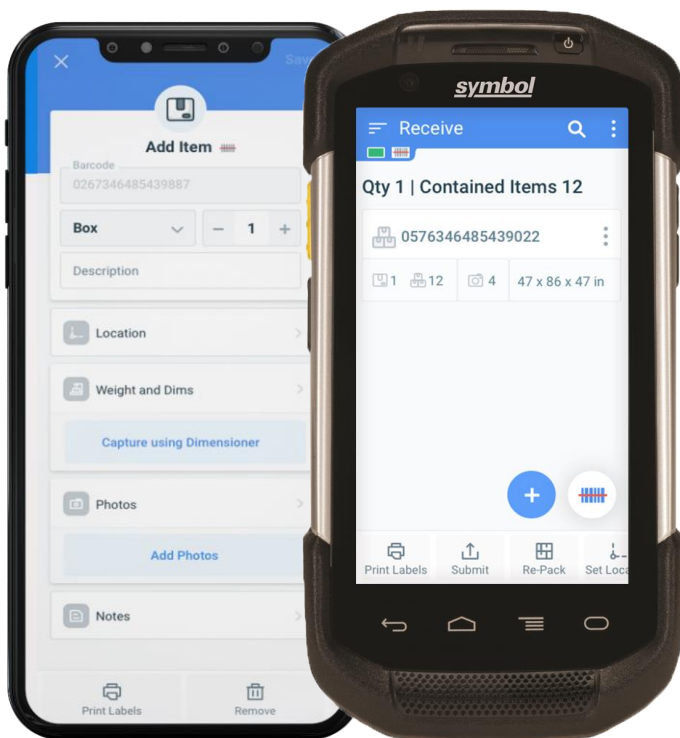 Save
Add Item
Barcode
0267346485439887
Box
1
Description
Location
Weight and Dims
Capture using Dimensioner
Photos
Add Photos
Notes
Print Labels
Remove
symbol
Receive
Qty 1 | Contained Items 12
0576346485439022
1
12
4
47 x 86 x 47 in
Print Labels
Submit
Re-Pack
Set Loca